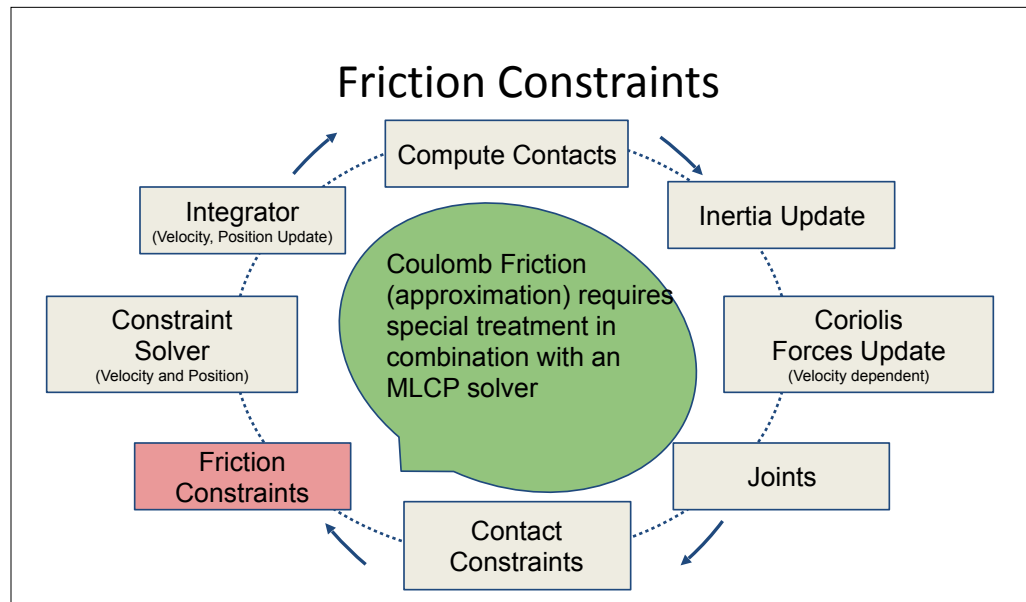 Friction Constraints
Compute Contacts
Inertia Update
Coriolis
Forces Update
(Velocity dependent)
Joints
Contact
Constraints
Friction
Constraints
Constraint
Solver
(Velocity and Position)
Integrator
(Velocity, Position Update)
Coulomb Friction
(approximation) requires
special treatment in
combination with an
MLCP solver